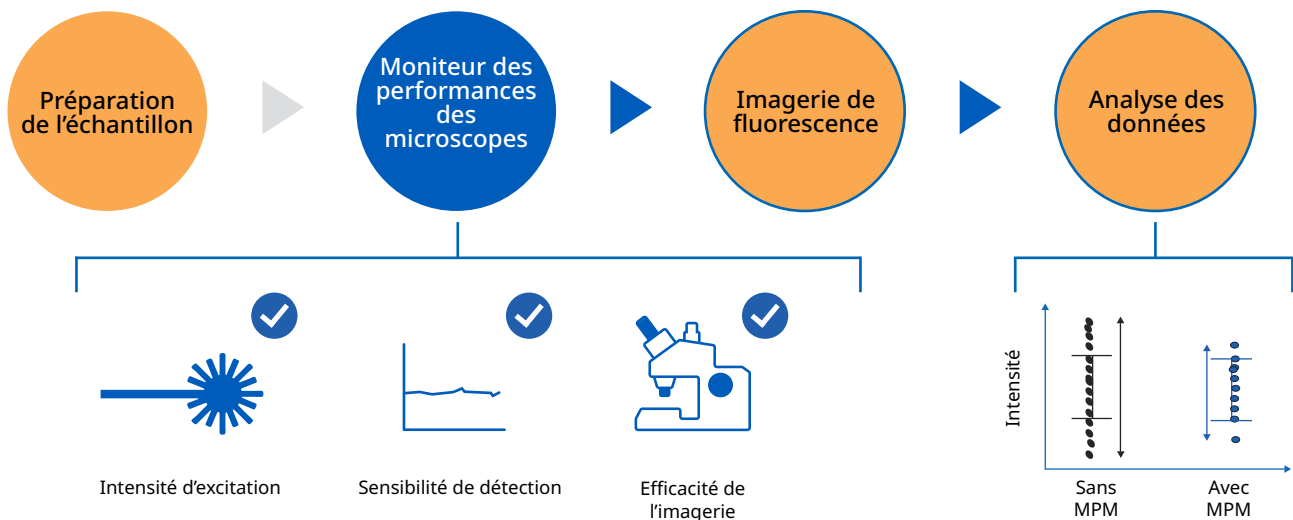 Préparation
de l’échantillon
Moniteur des
performances
des
microscopes
Imagerie de
fluorescence
Analyse des
données
Intensité d’excitation
Sensibilité de détection
Efficacité de
l’imagerie
Intensité
Sans
MPM
Avec
MPM